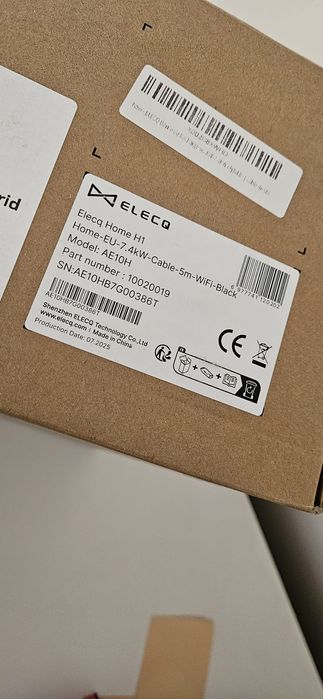 rid
ELECQ
Elecq Home H1
Home-EU-7.4kW-Cable-5m-WiFi-Black
Model: AE10H
Part number : 10020019
SN:AE10HB7G00386T
AE10HB7G00386T
Shenzhen ELECQ Technology Co., Ltd
www.elecq.com | Made in China
Production Date: 07-2025
CE